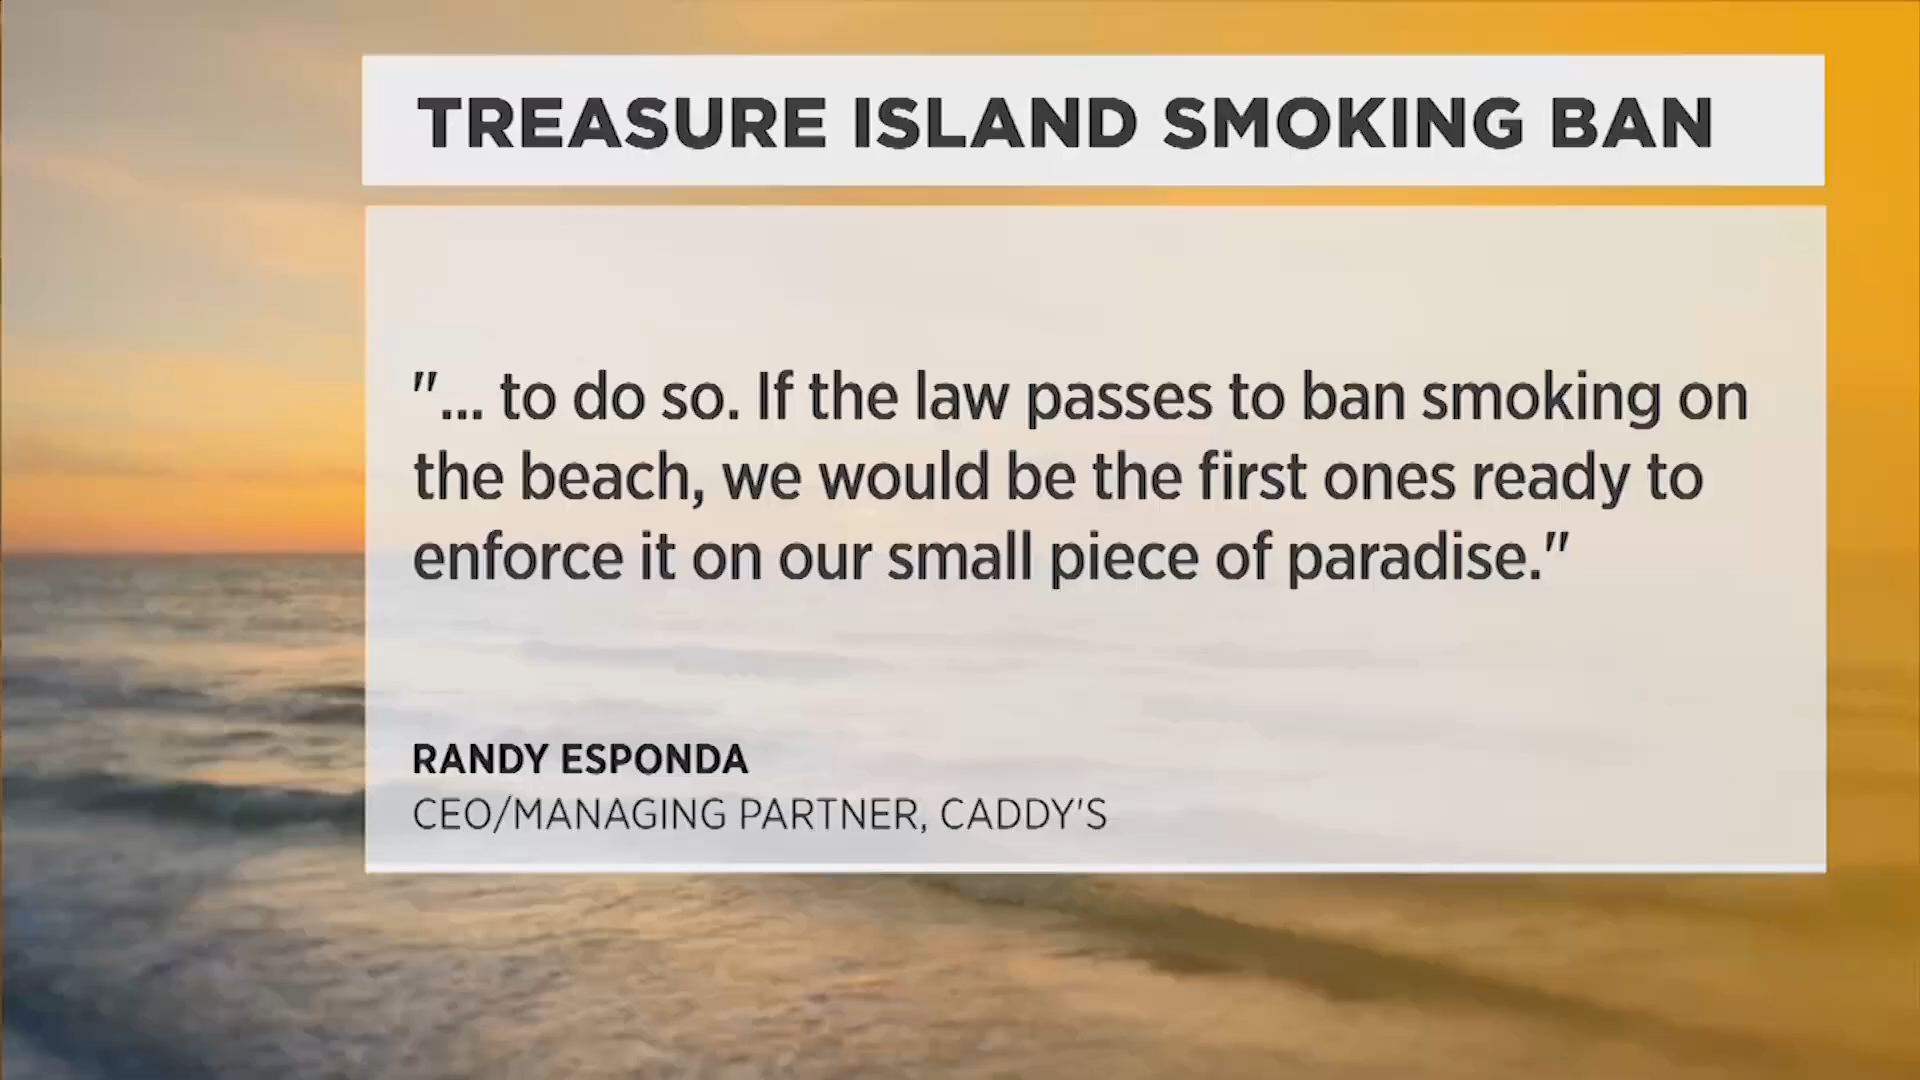 TREASURE ISLAND SMOKING BAN
"... to do so. If the law passes to ban smoking on
the beach, we would be the first ones ready to
enforce it on our small piece of paradise."
RANDY ESPONDA
CEO/MANAGING PARTNER, CADDY'S